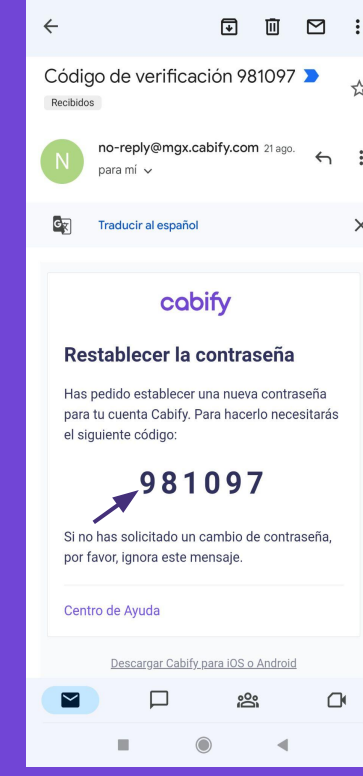 Código de verificación 981097
Recibidos
N
no-reply@mgx.cabify.com 21 ago.
para mí
Traducir al español
cabify
Restablecer la contraseña
Has pedido establecer una nueva contraseña
para tu cuenta Cabify. Para hacerlo necesitarás
el siguiente código:
981097
Si no has solicitado un cambio de contraseña,
por favor, ignora este mensaje.
Centro de Ayuda
Descargar Cabify para iOS o Android